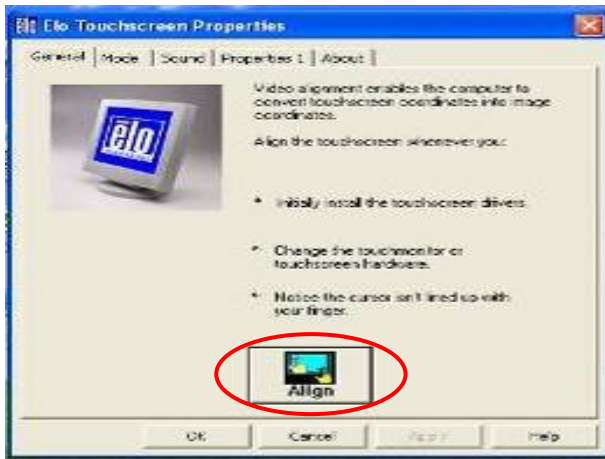 Elo Touchscreen Properties
General Mode Sound Properties 1 About
elo
Video alignment enables the computer to
convert touchscreen coordinates into image
coordinates.
Align the touchscreen whenever you:
* Initially install the touchscreen drivers.
* Change the touchmonitor or
touchscreen hardware.
* Notice the cursor isn't lined up with
your finger.
Align
OK Cancel Apply Help